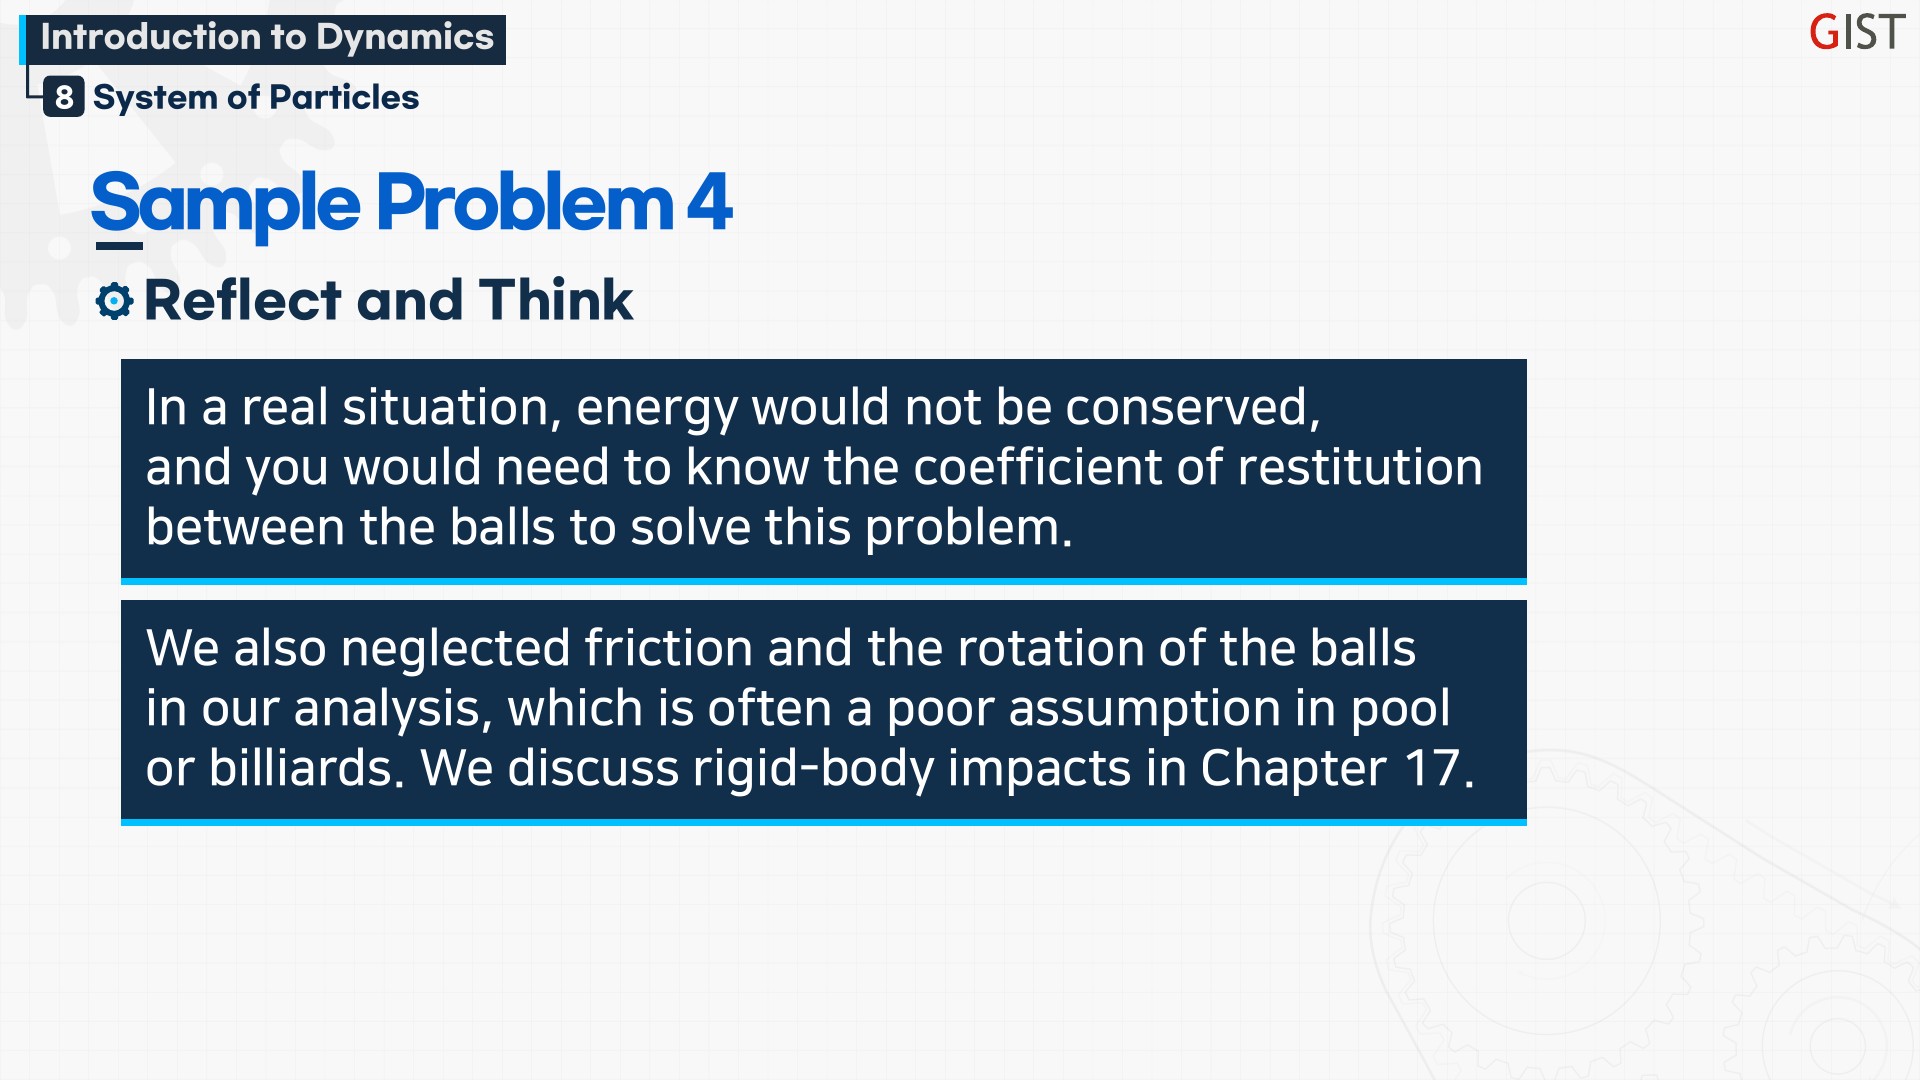 Introduction to Dynamics
GIST
8 System of Particles
Sample Problem 4
Reflect and Think
In a real situation, energy would not be conserved,
and you would need to know the coefficient of restitution
between the balls to solve this problem.
We also neglected friction and the rotation of the balls
in our analysis, which is often a poor assumption in pool
or billiards. We discuss rigid-body impacts in Chapter 17.